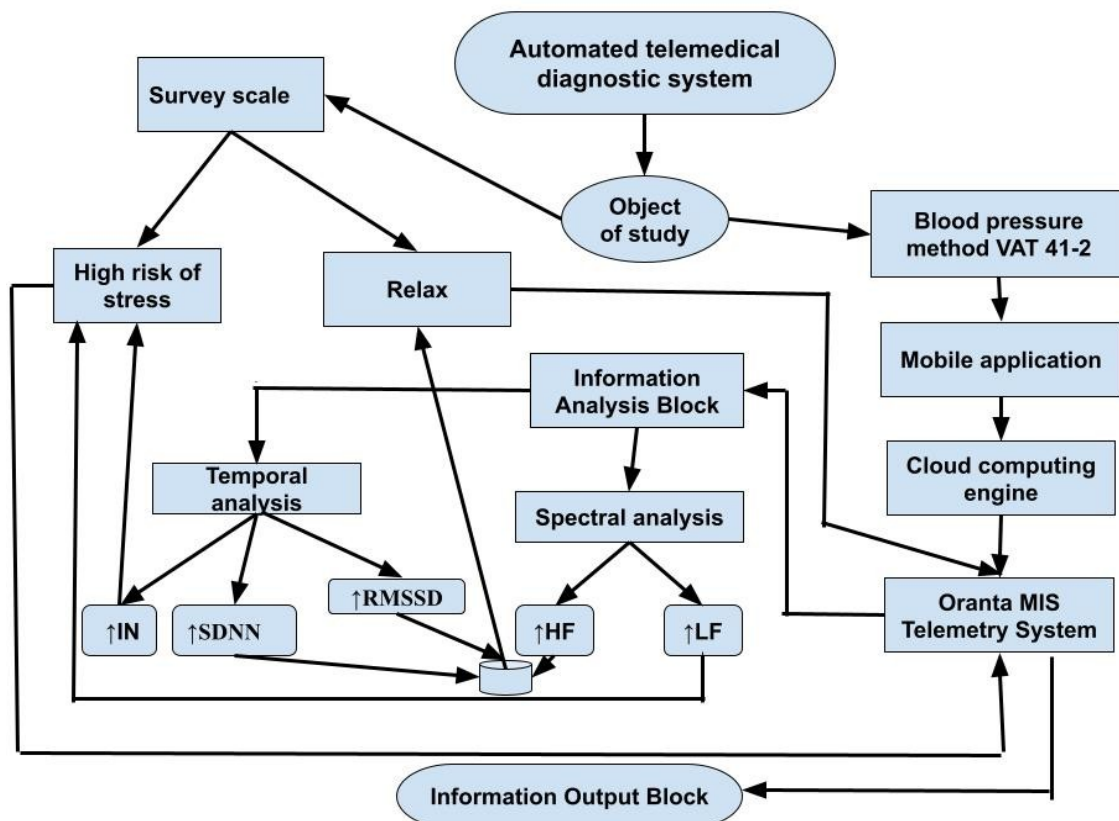 Automated telemedical
diagnostic system
Survey scale
Object
of study
Blood pressure
method VAT 41-2
High risk of
stress
Relax
Mobile application
Information
Analysis Block
Cloud computing
engine
Temporal
analysis
Spectral analysis
↑IN
↑SDNN
↑RMSSD
↑HF
↑LF
Oranta MIS
Telemetry System
Information Output Block